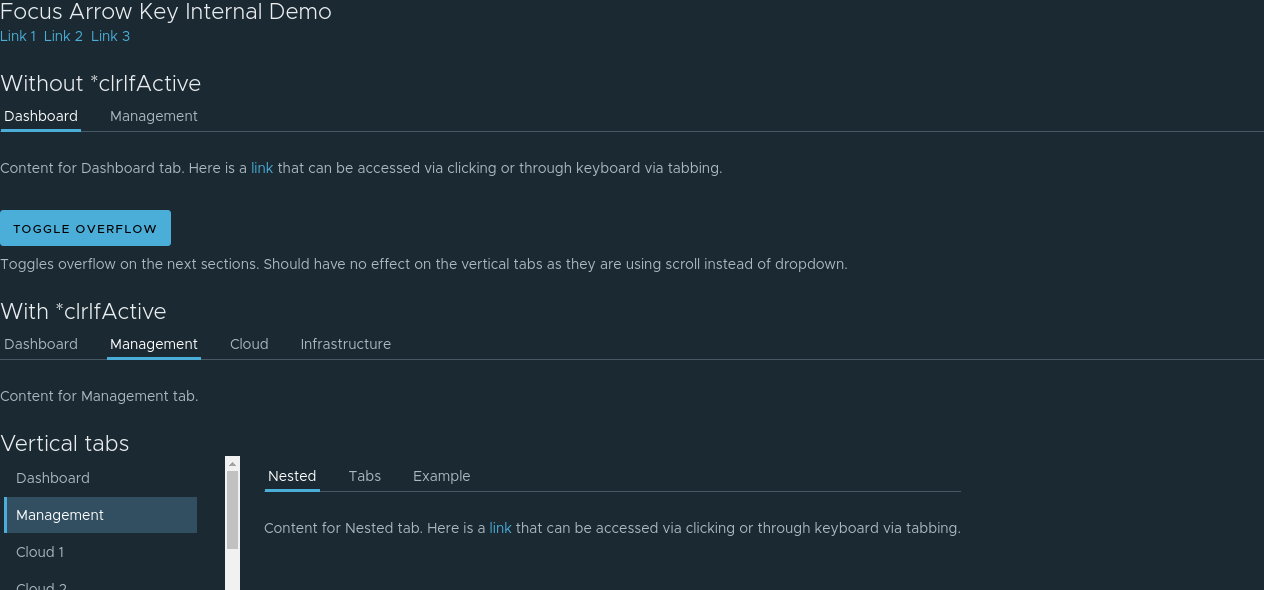 Focus Arrow Key Internal Demo
Link 1 Link 2 Link 3
Without *clrIfActive
Dashboard Management
Content for Dashboard tab. Here is a link that can be accessed via clicking or through keyboard via tabbing.
TOGGLE OVERFLOW
Toggles overflow on the next sections. Should have no effect on the vertical tabs as they are using scroll instead of dropdown.
With *clrIfActive
Dashboard Management Cloud Infrastructure
Content for Management tab.
Vertical tabs
Dashboard
Management
Cloud 1
Cloud 2
Nested Tabs Example
Content for Nested tab. Here is a link that can be accessed via clicking or through keyboard via tabbing.